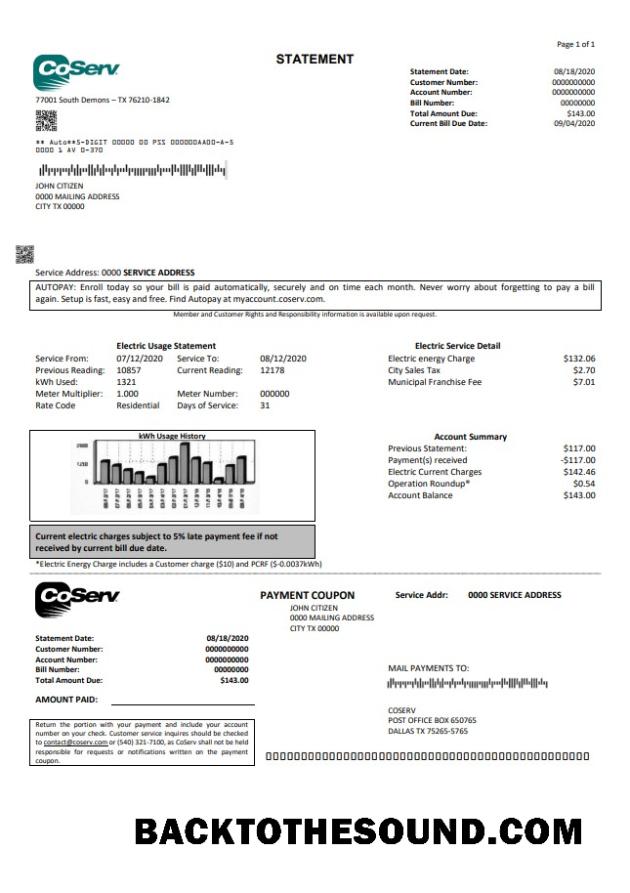 Page 1 of 1
STATEMENT
CoServ
77001 South Demons – TX 76210-1842
Statement Date: 08/18/2020
Customer Number: 0000000000
Account Number: 0000000000
Bill Number: 00000000
Total Amount Due: $143.00
Current Bill Due Date: 09/04/2020
** Auto**5-DIGIT 00000 00 PSS 000000AA00-A-5
0000 1 AV 0-370
JOHN CITIZEN
0000 MAILING ADDRESS
CITY TX 00000
Service Address: 0000 SERVICE ADDRESS
AUTOPAY: Enroll today so your bill is paid automatically, securely and on time each month. Never worry about forgetting to pay a bill
again. Setup is fast, easy and free. Find Autopay at myaccount.coserv.com.
Member and Customer Rights and Responsibility information is available upon request.
Electric Usage Statement
Service From: 07/12/2020 Service To: 08/12/2020
Previous Reading: 10857 Current Reading: 12178
kWh Used: 1321
Meter Multiplier: 1.000 Meter Number: 000000
Rate Code Residential Days of Service: 31
Electric Service Detail
Electric energy Charge $132.06
City Sales Tax $2.70
Municipal Franchise Fee $7.01
kWh Usage History
Account Summary
Previous Statement: $117.00
Payment(s) received -$117.00
Electric Current Charges $142.46
Operation Roundup* $0.54
Account Balance $143.00
Current electric charges subject to 5% late payment fee if not
received by current bill due date.
*Electric Energy Charge includes a Customer charge ($10) and PCRF ($-0.0037kWh)
CoServ
PAYMENT COUPON
JOHN CITIZEN
0000 MAILING ADDRESS
CITY TX 00000
Service Addr: 0000 SERVICE ADDRESS
Statement Date: 08/18/2020
Customer Number: 0000000000
Account Number: 0000000000
Bill Number: 00000000
Total Amount Due: $143.00
AMOUNT PAID:
MAIL PAYMENTS TO:
COSERV
POST OFFICE BOX 650765
DALLAS TX 75265-5765
Return the portion with your payment and include your account
number on your check. Customer service inquires should be checked
to contact@coserv.com or (540) 321-7100, as CoServ shall not be held
responsible for requests or notifications written on the payment
coupon.
BACKTOTHESOUND.COM